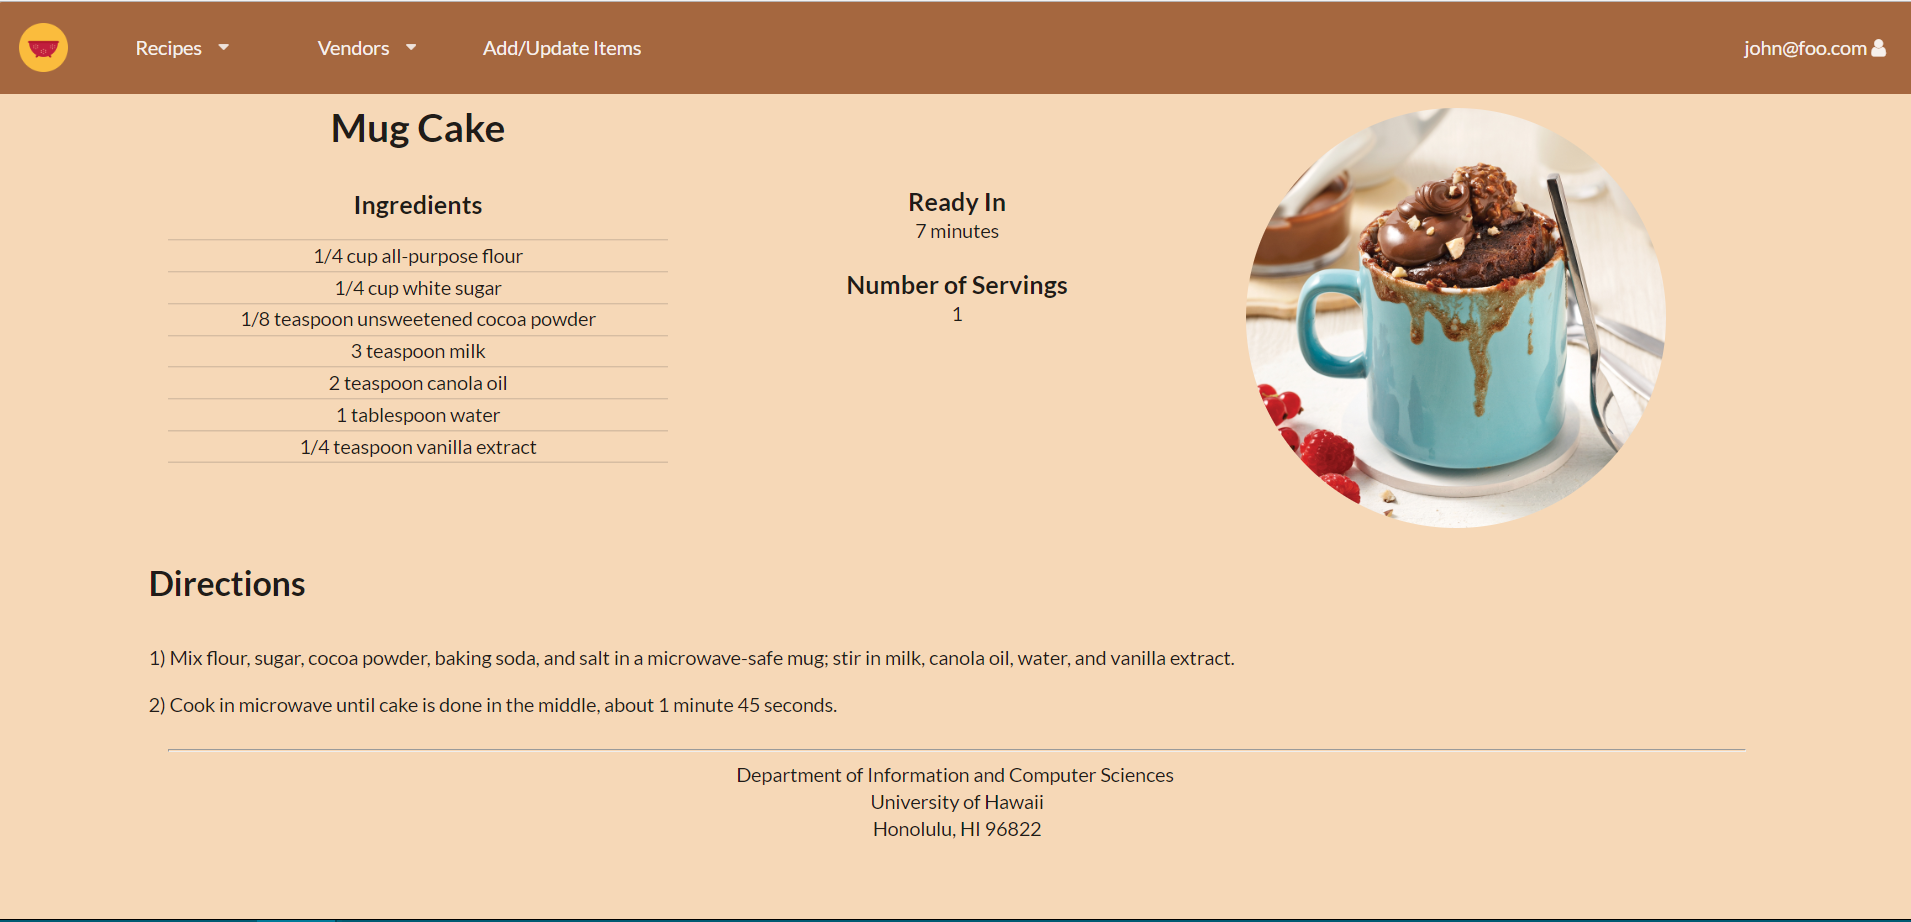 Recipes
Vendors
Add/Update Items
john@foo.com
Mug Cake
Ingredients
1/4 cup all-purpose flour
1/4 cup white sugar
1/8 teaspoon unsweetened cocoa powder
3 teaspoon milk
2 teaspoon canola oil
1 tablespoon water
1/4 teaspoon vanilla extract
Ready In
7 minutes
Number of Servings
1
Directions
1) Mix flour, sugar, cocoa powder, baking soda, and salt in a microwave-safe mug; stir in milk, canola oil, water, and vanilla extract.
2) Cook in microwave until cake is done in the middle, about 1 minute 45 seconds.
Department of Information and Computer Sciences
University of Hawaii
Honolulu, HI 96822